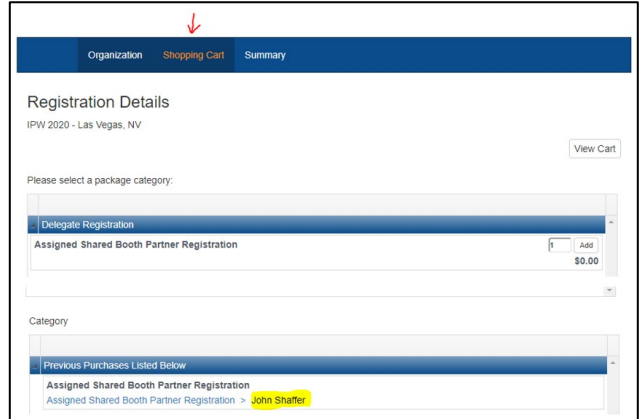 Organization Shopping Cart Summary
Registration Details
IPW 2020 - Las Vegas, NV
View Cart
Please select a package category:
Delegate Registration
Assigned Shared Booth Partner Registration 1 Add
$0.00
Category
Previous Purchases Listed Below
Assigned Shared Booth Partner Registration
Assigned Shared Booth Partner Registration > John Shaffer